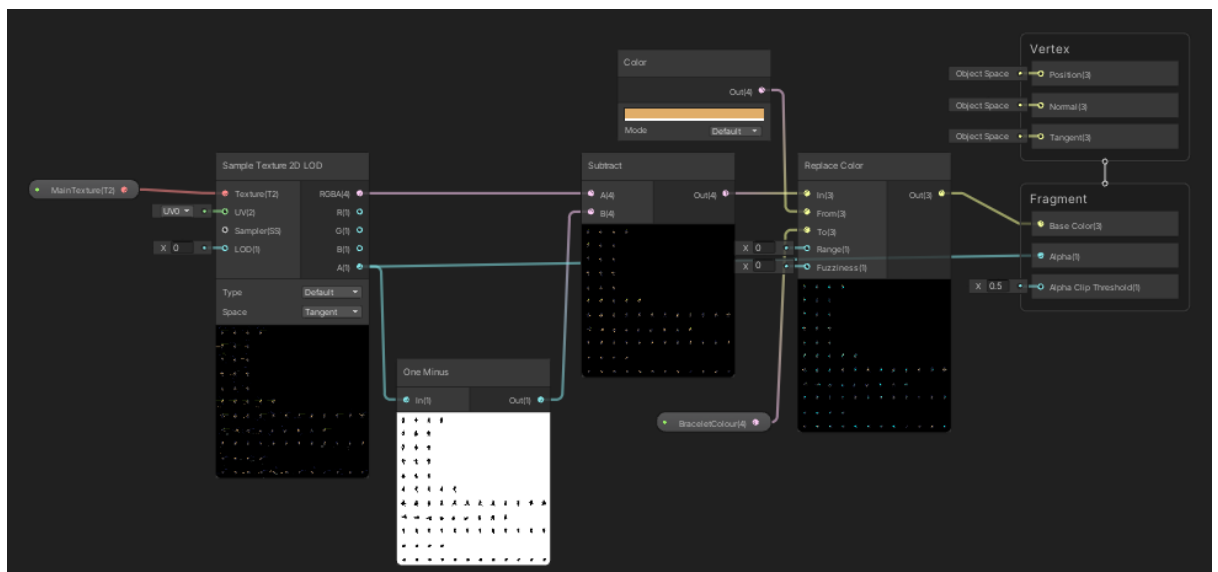 MainTexture(T2)
Sample Texture 2D LOD
Texture(T2)
RGBA(4)
UV0
UV(2)
R(1)
Sampler(SS)
G(1)
X 0
LOD(1)
B(1)
A(1)
Type
Default
Space
Tangent
One Minus
In(1)
Out(1)
Color
Out(4)
Mode
Default
Subtract
A(4)
Out(4)
B(4)
BraceletColour(4)
Replace Color
In(3)
Out(3)
From(3)
To(3)
X 0
Range(1)
X 0
Fuzziness(1)
Vertex
Object Space
Position(3)
Object Space
Normal(3)
Object Space
Tangent(3)
Fragment
Base Color(3)
Alpha(1)
X 0.5
Alpha Clip Threshold(1)